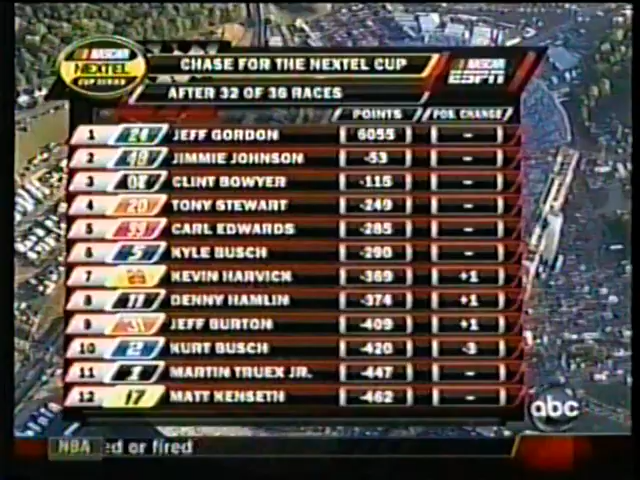 NASCAR
NEXTEL
CUP SERIES
CHASE FOR THE NEXTEL CUP
NASCAR
ESPN
AFTER 32 OF 36 RACES
POINTS POS. CHANGE
1 24 JEFF GORDON 6055 -
2 48 JIMMIE JOHNSON -53 -
3 07 CLINT BOWYER -115 -
4 20 TONY STEWART -249 -
5 99 CARL EDWARDS -285 -
6 5 KYLE BUSCH -290 -
7 29 KEVIN HARVICK -369 +1
8 11 DENNY HAMLIN -374 +1
9 31 JEFF BURTON -409 +1
10 2 KURT BUSCH -420 -3
11 1 MARTIN TRUEX JR. -447 -
12 17 MATT KENSETH -462 -
abc
NBA ed or fired